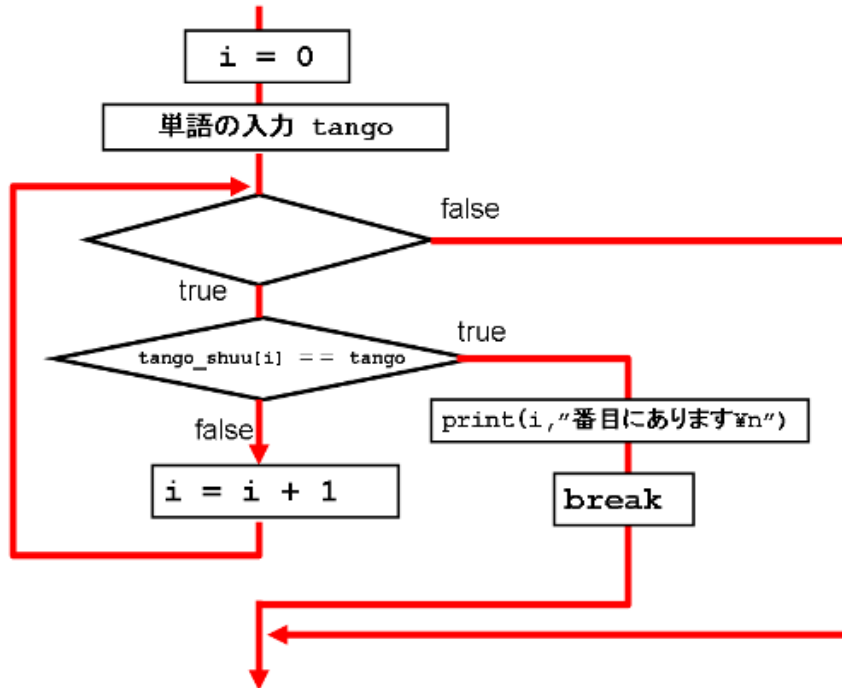 i = 0
単語の入力 tango
false
true
tango_shuu[i] == tango
true
false
print(i,"番目にあります¥n")
i = i + 1
break